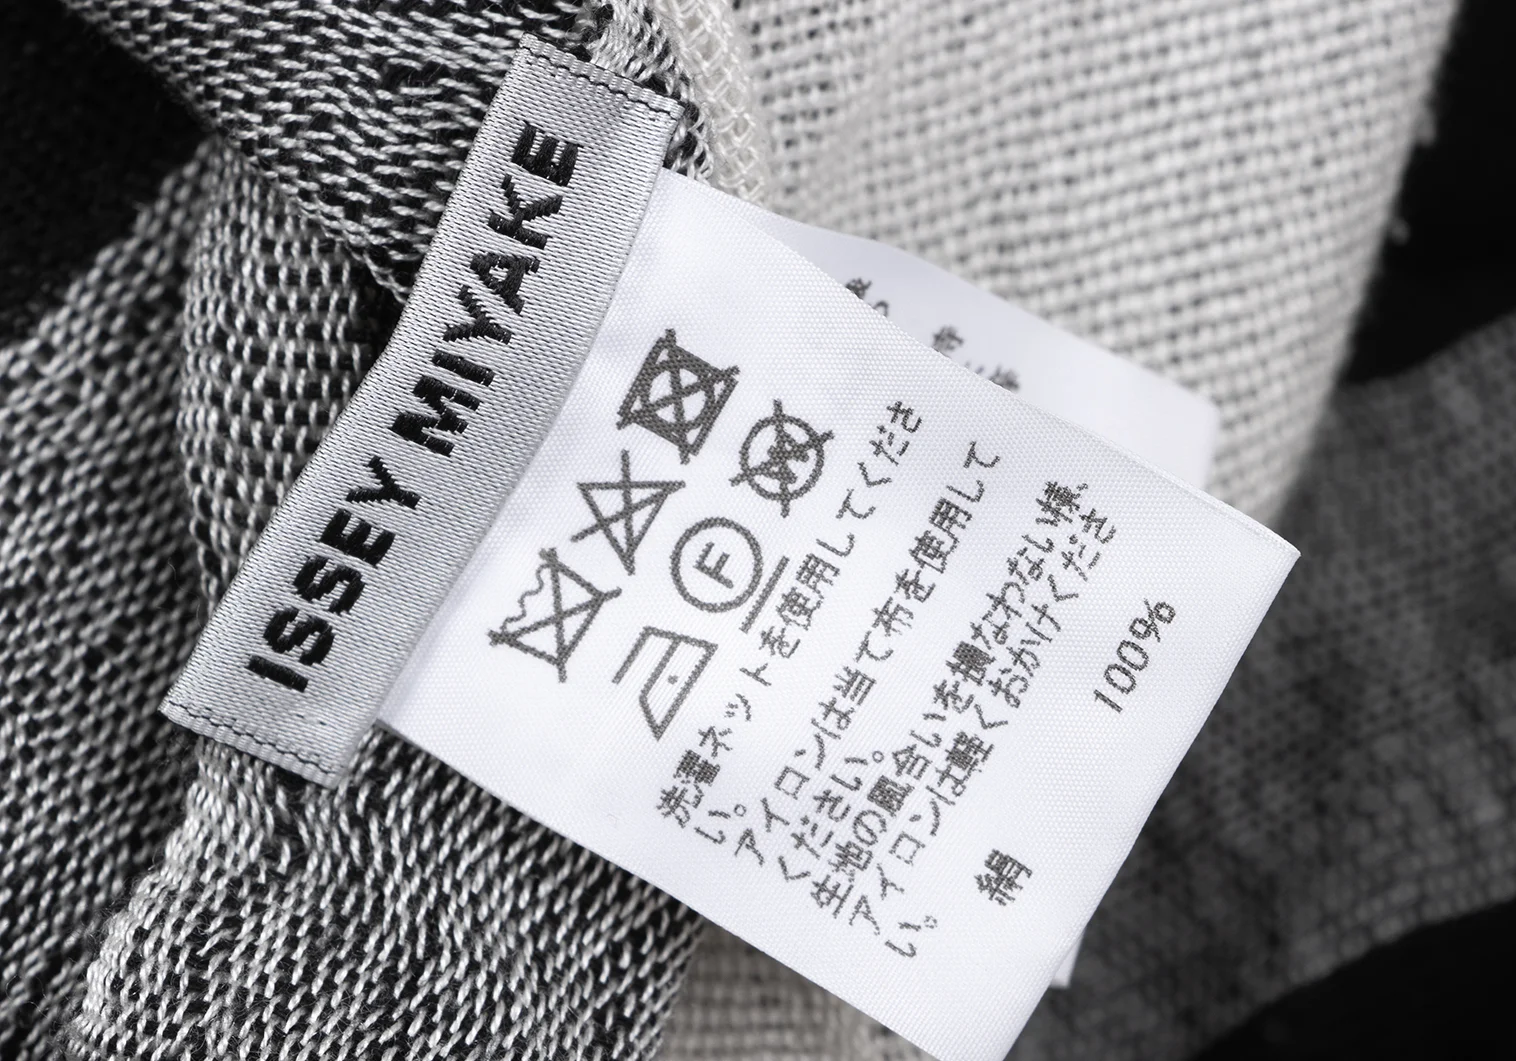 ISSEY MIYAKE
F
洗濯ネットを使用してくださ
い。
アイロンは当て布を使用して
ください。
生地の風合いを損なわない様、
アイロンは軽くおかけくださ
い。
絹 100%